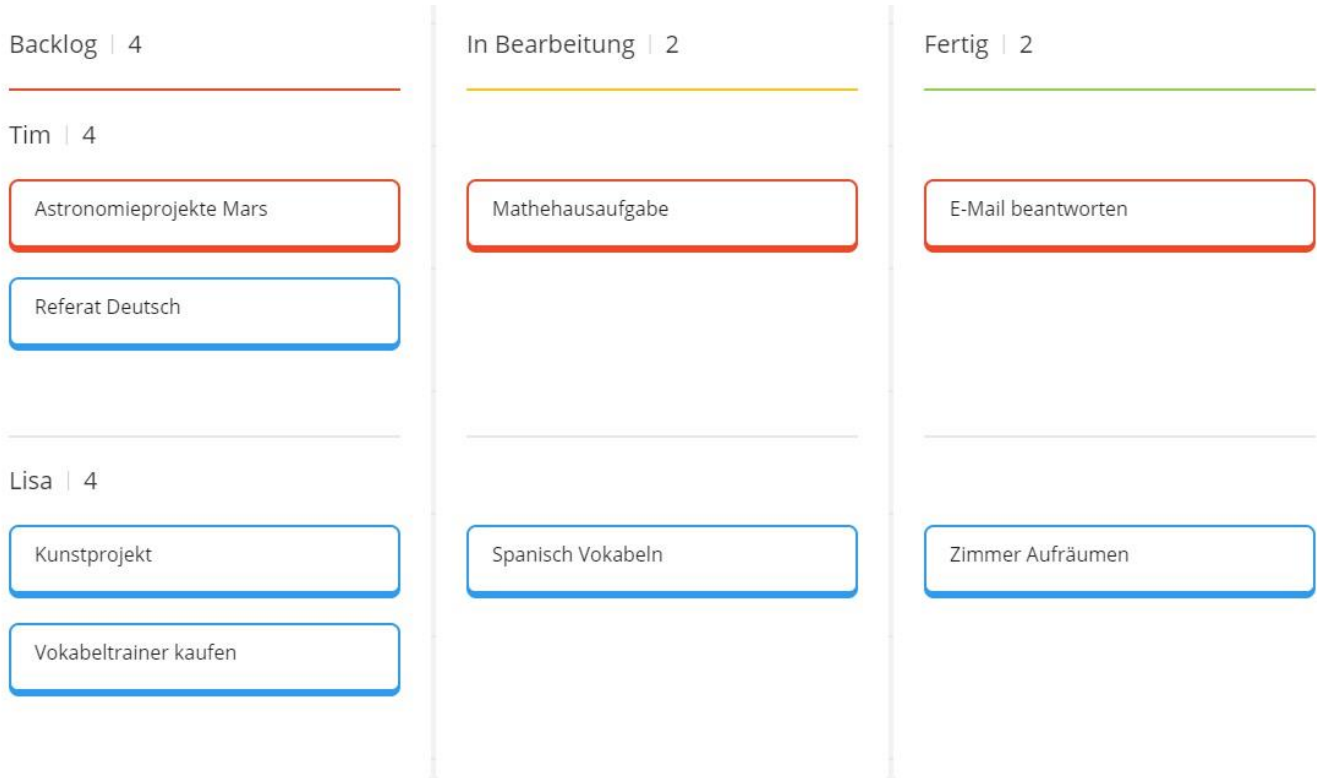 Backlog | 4
In Bearbeitung | 2
Fertig | 2
Tim | 4
Astronomieprojekte Mars
Mathehausaufgabe
E-Mail beantworten
Referat Deutsch
Lisa | 4
Kunstprojekt
Spanisch Vokabeln
Zimmer Aufräumen
Vokabeltrainer kaufen